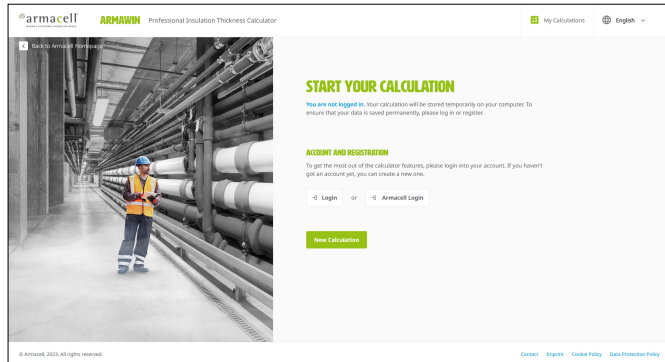 armacell
ARMAWIN
Professional Insulation Thickness Calculator
My Calculations
English
Back to Armacell Homepage
START YOUR CALCULATION
You are not logged in. Your calculation will be stored temporarily on your computer. To
ensure that your data is saved permanently, please log in or register.
ACCOUNT AND REGISTRATION
To get the most out of the calculator features, please login into your account. If you haven't
got an account yet, you can create a new one.
Login or Armacell Login
New Calculation
© Armacell, 2023. All rights reserved.
Contact Imprint Cookie Policy Data Protection Policy